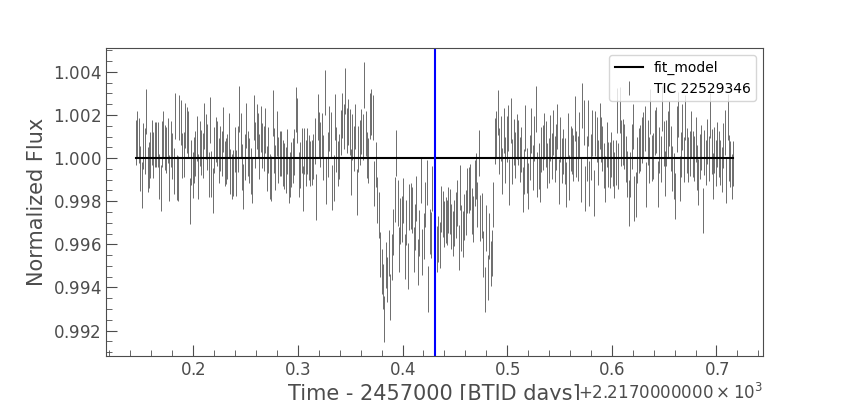 fit_model
TIC 22529346
Normalized Flux
1.004
1.002
1.000
0.998
0.996
0.994
0.992
0.2
0.3
0.4
0.5
0.6
0.7
Time - 2457000 [BTJD days]
+2.2170000000 × 10³